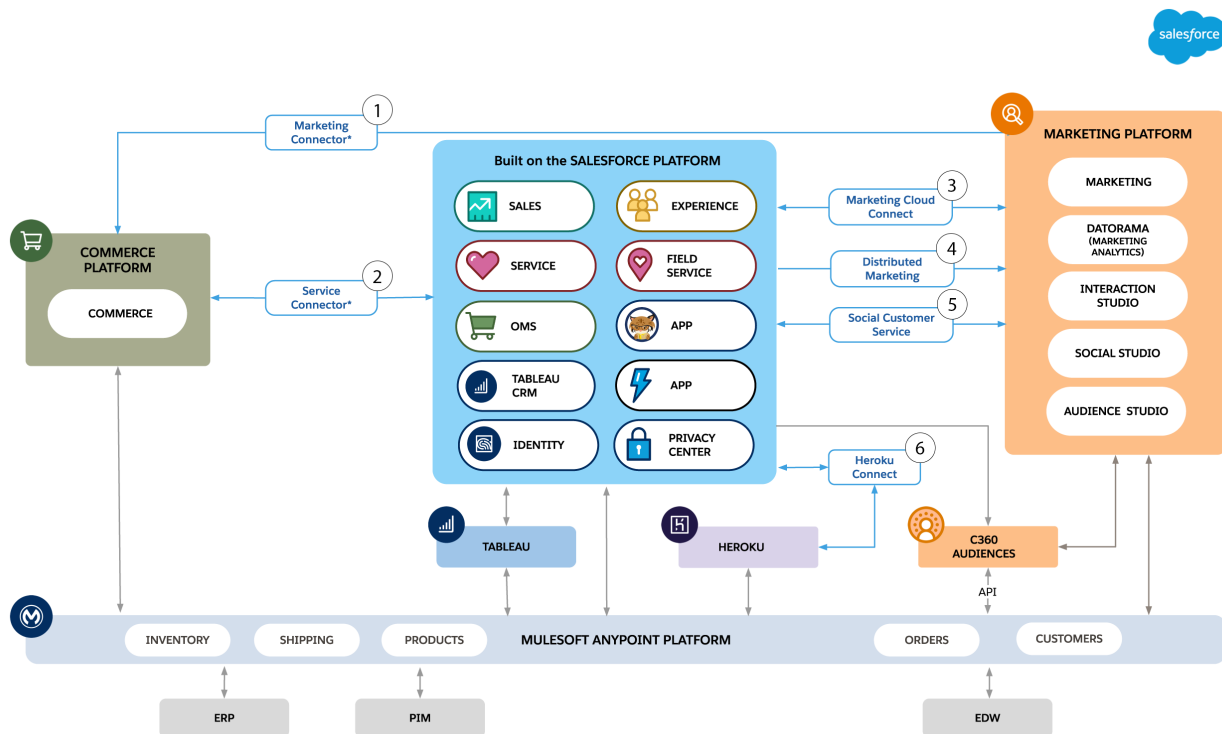 salesforce
1
Marketing
Connector*
MARKETING PLATFORM
MARKETING
DATORAMA
(MARKETING
ANALYTICS)
INTERACTION
STUDIO
SOCIAL STUDIO
AUDIENCE STUDIO
Built on the SALESFORCE PLATFORM
SALES
EXPERIENCE
SERVICE
FIELD
SERVICE
OMS
APP
TABLEAU
CRM
APP
IDENTITY
PRIVACY
CENTER
3
Marketing Cloud
Connect
4
Distributed
Marketing
5
Social Customer
Service
6
Heroku
Connect
COMMERCE
PLATFORM
COMMERCE
2
Service
Connector*
TABLEAU
HEROKU
C360
AUDIENCES
API
INVENTORY
SHIPPING
PRODUCTS
MULESOFT ANYPOINT PLATFORM
ORDERS
CUSTOMERS
ERP
PIM
EDW